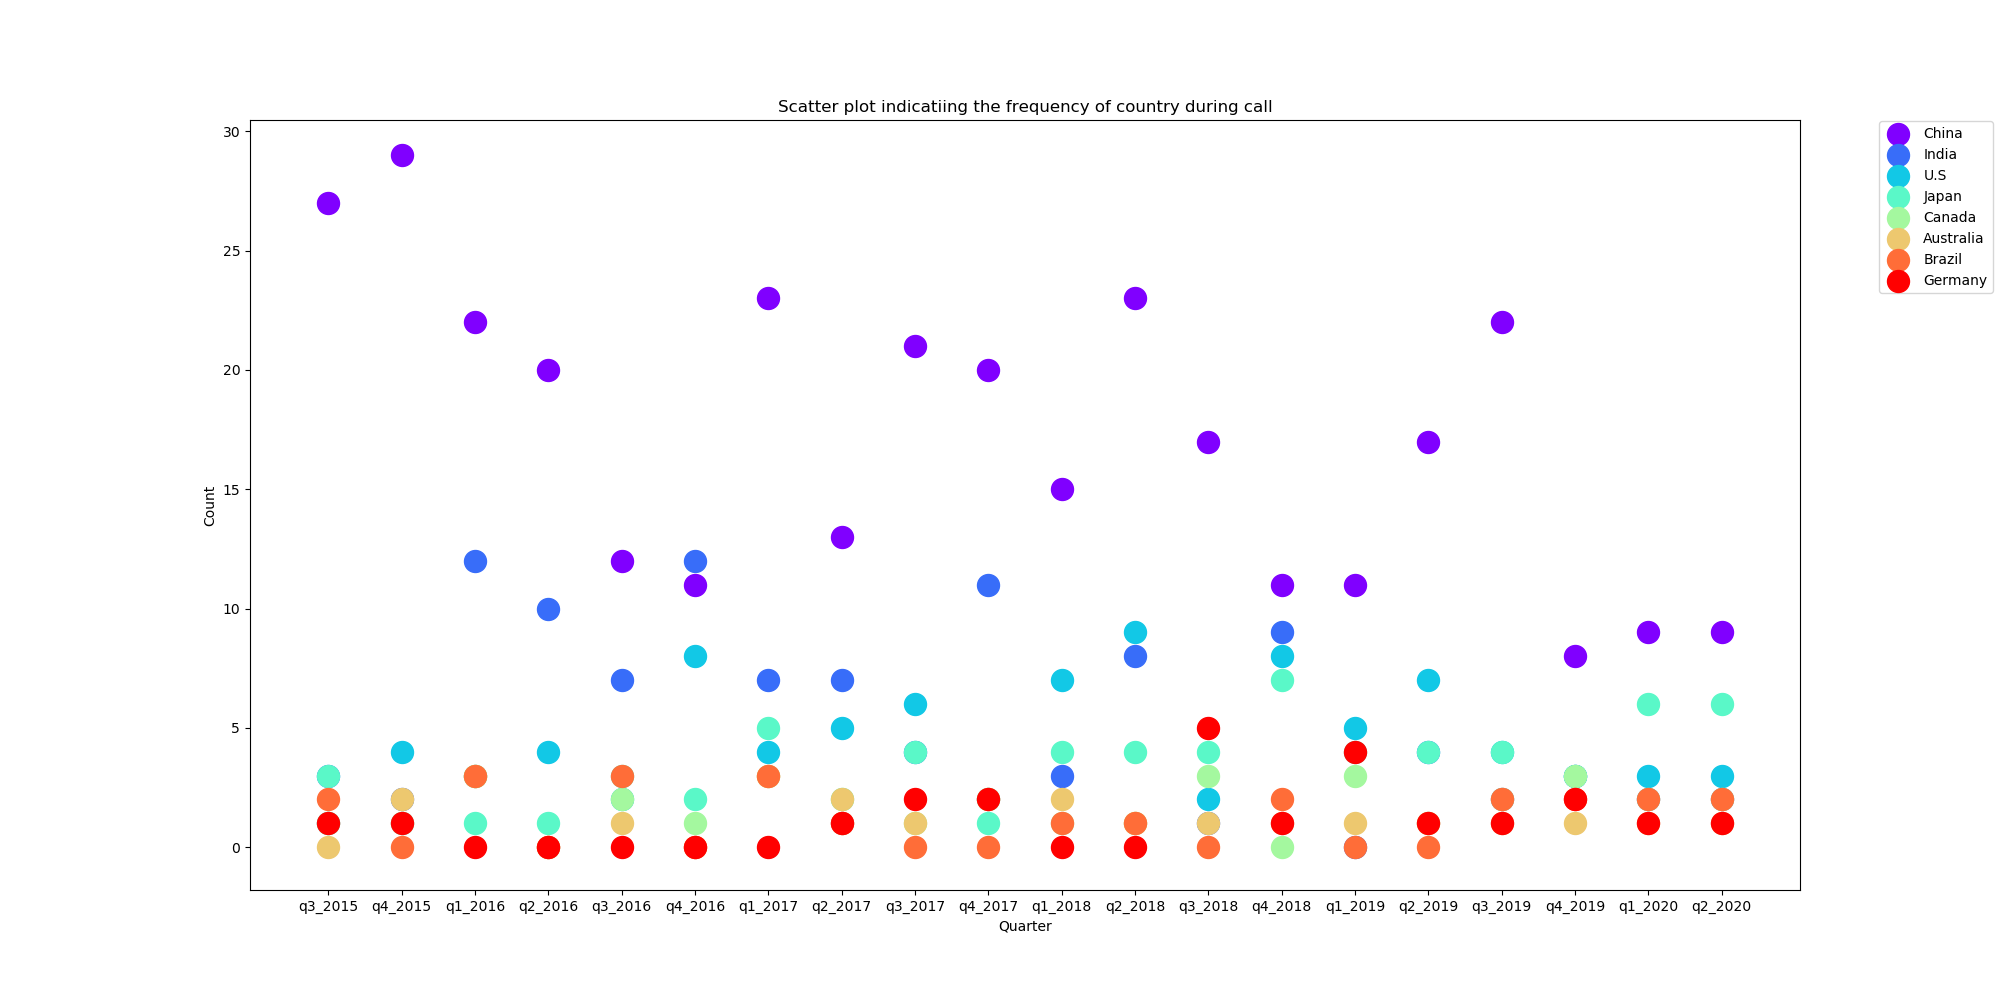 Scatter plot indicatiing the frequency of country during call
30
25
20
15
10
5
0
Count
q3_2015 q4_2015 q1_2016 q2_2016 q3_2016 q4_2016 q1_2017 q2_2017 q3_2017 q4_2017 q1_2018 q2_2018 q3_2018 q4_2018 q1_2019 q2_2019 q3_2019 q4_2019 q1_2020 q2_2020
Quarter
China
India
U.S
Japan
Canada
Australia
Brazil
Germany